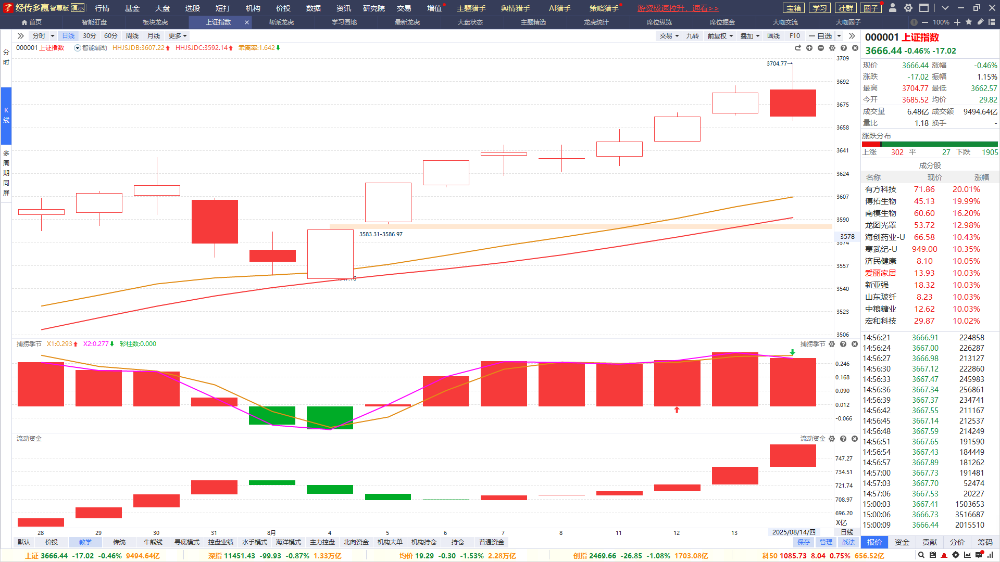 经传多赢 智尊版 演示 行情 基金 大盘 选股 短打 机构 价投 数据 资讯 研究院 交易 增值 主题猎手 舆情猎手 AI猎手 策略猎手 游资极速拉升，速看>> 宝箱 学习 社群 圈子
首页 智能盯盘 板块龙虎 上证指数 × 帮派龙虎 学习园地 最新龙虎 大盘状态 主题精选 龙虎统计 席位纵览 席位掘金 大咖交流 大咖圈子 100%
分时 日线 30分 60分 周线 月线 更多 交易 九转 前复权 叠加 画线 F10 自选
000001 上证指数 智能辅助 HHJSJDB:3607.22 HHJSJDC:3592.14 乖离率:1.642
分时
K线
多周期同屏
3704.77
3583.31-3586.97
3709
3692
3675
3658
3641
3624
3607
3590
3578
3574
3557
3540
3523
3506
捕捞季节 X1:0.293 X2:0.277 彩柱数:0.000 捕捞季节
0.246
0.168
0.090
0.012
-0.066
流动资金 流动资金
747.27
734.51
721.74
708.97
696.20
X亿
28 29 30 31 8月 4 5 6 7 8 11 12 13 2025/08/14/四 日线
默认 价投 教学 传统 牛能线 寻底模式 控盘业绩 水手模式 海洋模式 主力控盘 北向资金 机构大单 机构持仓 持仓 普通资金 保存 管理 战法
000001 上证指数
3666.44 -0.46% -17.02
现价 3666.44 涨幅 -0.46%
涨跌 -17.02 振幅 1.15%
最高 3704.77 最低 3662.57
今开 3685.52 均价 29.82
成交量 6.48亿 成交额 9494.64亿
量比 1.18 换手 -
涨跌分布
上涨 302 平 27 下跌 1905
成分股
名称 现价 涨幅
有方科技 71.86 20.01%
博拓生物 45.13 19.99%
南模生物 60.60 16.20%
龙图光罩 53.72 12.98%
海创药业-U 66.58 10.43%
寒武纪-U 949.00 10.35%
济民健康 8.10 10.05%
爱丽家居 13.93 10.03%
新亚强 18.32 10.03%
山东玻纤 8.23 10.03%
中粮糖业 12.62 10.03%
宏和科技 29.87 10.02%
14:56:21 3666.91 224858
14:56:24 3667.00 226287
14:56:27 3666.98 213127
14:56:30 3667.12 222860
14:56:33 3667.47 245983
14:56:36 3667.34 256861
14:56:39 3667.37 234741
14:56:42 3667.55 211167
14:56:45 3667.14 212537
14:56:48 3667.59 214249
14:56:51 3667.65 191590
14:56:54 3667.43 184449
14:56:57 3667.89 181262
14:57:00 3667.73 191481
14:57:03 3667.70 52474
14:57:06 3667.53 20227
15:00:03 3667.41 1503653
15:00:06 3666.73 3516687
15:00:09 3666.44 2015510
报价 资金 贡献 分价 筹码
上证 3666.44 -17.02 -0.46% 9494.64亿 深指 11451.43 -99.93 -0.87% 1.33万亿 均价 19.29 -0.30 -1.53% 2.28万亿 创指 2469.66 -26.85 -1.08% 1703.08亿 科50 1085.73 8.04 0.75% 656.52亿